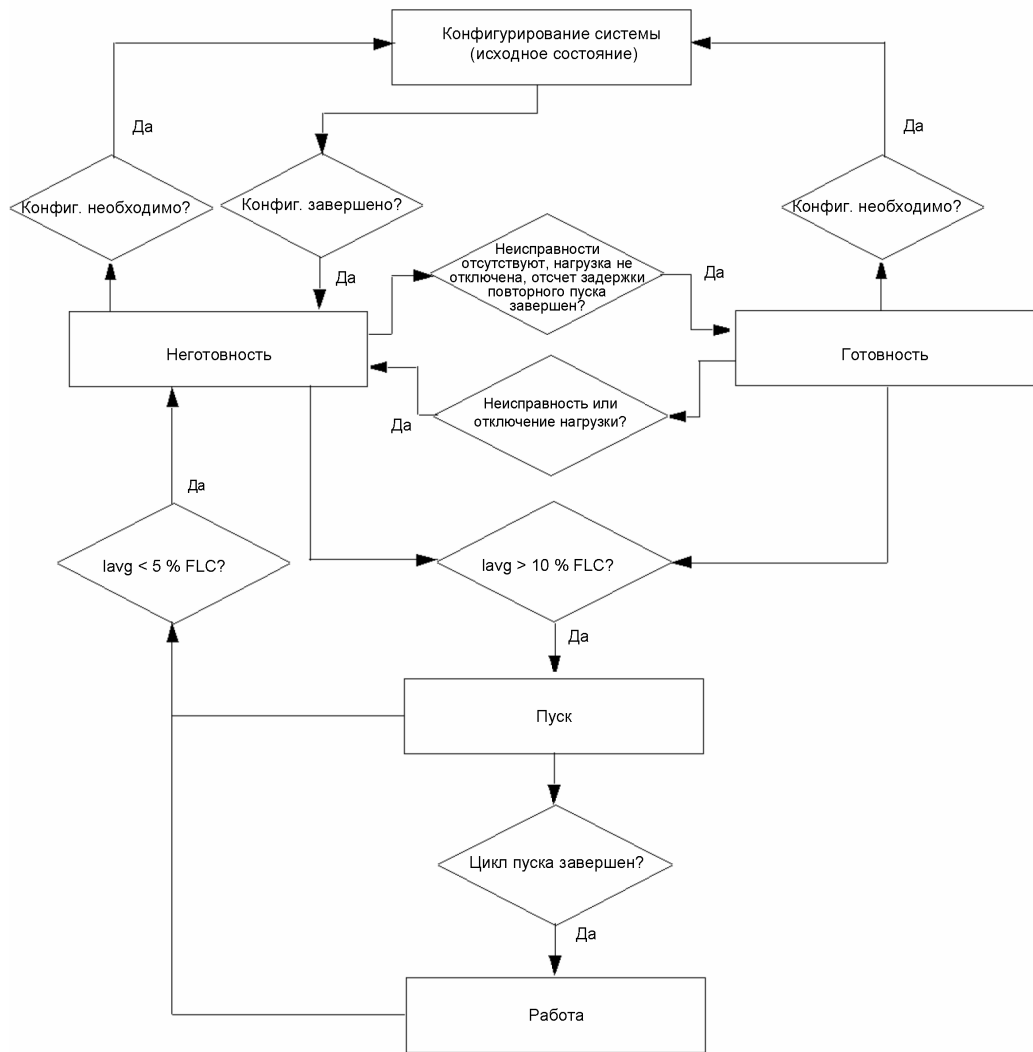 Конфигурирование системы
(исходное состояние)
Да
Да
Конфиг. необходимо?
Конфиг. завершено?
Конфиг. необходимо?
Да
Неисправности
отсутствуют, нагрузка не
отключена, отсчет задержки
повторного пуска
завершен?
Да
Неготовность
Готовность
Неисправность или
отключение нагрузки?
Да
Да
Iavg < 5 % FLC?
Iavg > 10 % FLC?
Да
Пуск
Цикл пуска завершен?
Да
Работа